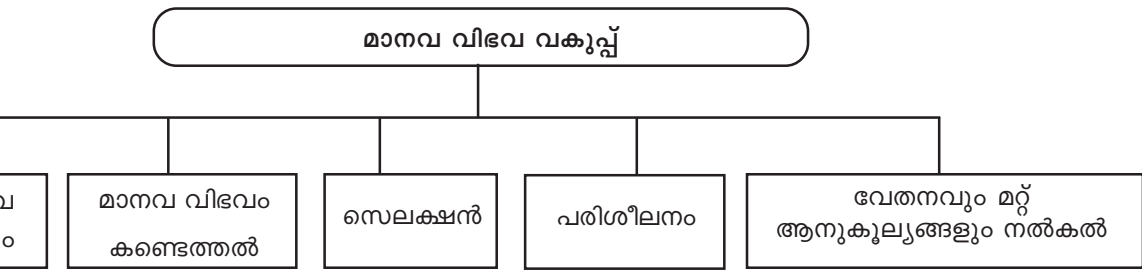 മാനവ വിഭവ വകുപ്പ്
മാനവ വിഭവം
കണ്ടെത്തൽ
സെലക്ഷൻ
പരിശീലനം
വേതനവും മറ്റ്
ആനുകൂല്യങ്ങളും നൽകൽ